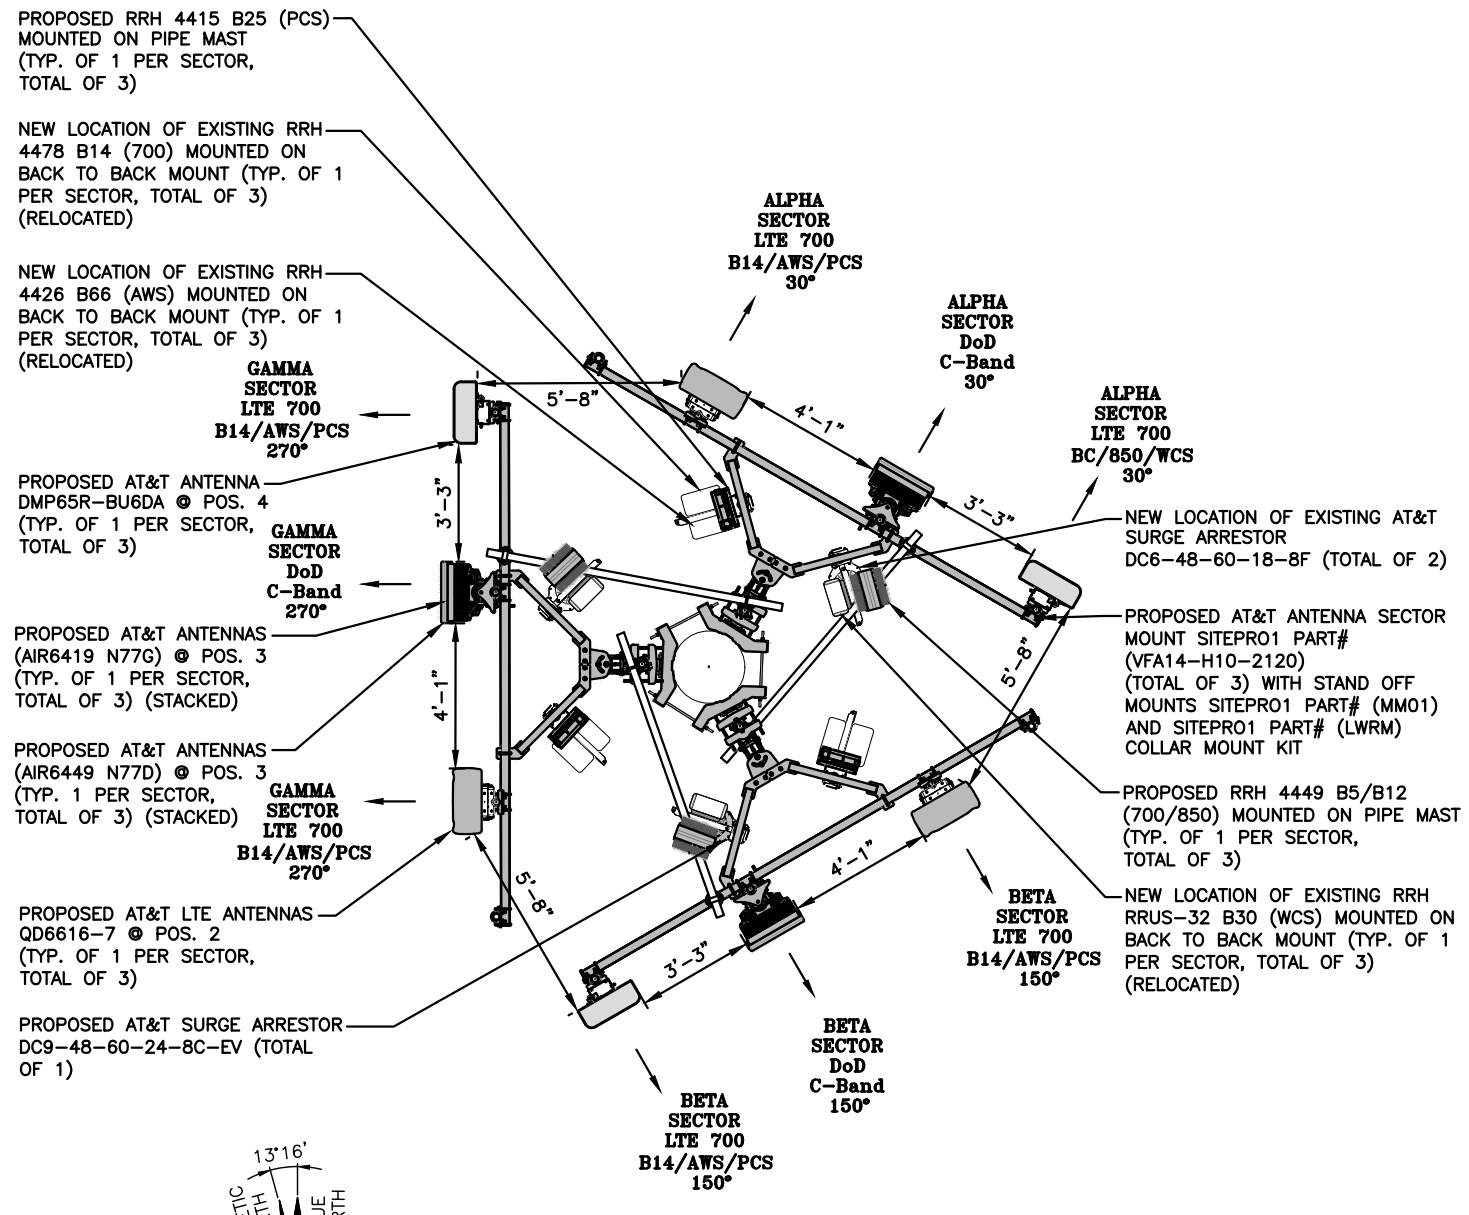 PROPOSED RRH 4415 B25 (PCS)
MOUNTED ON PIPE MAST
(TYP. OF 1 PER SECTOR,
TOTAL OF 3)
NEW LOCATION OF EXISTING RRH
4478 B14 (700) MOUNTED ON
BACK TO BACK MOUNT (TYP. OF 1
PER SECTOR, TOTAL OF 3)
(RELOCATED)
NEW LOCATION OF EXISTING RRH
4426 B66 (AWS) MOUNTED ON
BACK TO BACK MOUNT (TYP. OF 1
PER SECTOR, TOTAL OF 3)
(RELOCATED)
GAMMA
SECTOR
LTE 700
B14/AWS/PCS
270°
PROPOSED AT&T ANTENNA
DMP65R-BU6DA @ POS. 4
(TYP. OF 1 PER SECTOR,
TOTAL OF 3)
GAMMA
SECTOR
DoD
C-Band
270°
PROPOSED AT&T ANTENNAS
(AIR6419 N77G) @ POS. 3
(TYP. OF 1 PER SECTOR,
TOTAL OF 3) (STACKED)
PROPOSED AT&T ANTENNAS
(AIR6449 N77D) @ POS. 3
(TYP. 1 PER SECTOR,
TOTAL OF 3) (STACKED)
GAMMA
SECTOR
LTE 700
B14/AWS/PCS
270°
PROPOSED AT&T LTE ANTENNAS
QD6616-7 @ POS. 2
(TYP. OF 1 PER SECTOR,
TOTAL OF 3)
PROPOSED AT&T SURGE ARRESTOR
DC9-48-60-24-8C-EV (TOTAL
OF 1)
ALPHA
SECTOR
LTE 700
B14/AWS/PCS
30°
ALPHA
SECTOR
DoD
C-Band
30°
ALPHA
SECTOR
LTE 700
BC/850/WCS
30°
5'-8"
4'-1"
3'-3"
5'-8"
3'-3"
4'-1"
5'-8"
3'-3"
4'-1"
NEW LOCATION OF EXISTING AT&T
SURGE ARRESTOR
DC6-48-60-18-8F (TOTAL OF 2)
PROPOSED AT&T ANTENNA SECTOR
MOUNT SITEPRO1 PART#
(VFA14-H10-2120)
(TOTAL OF 3) WITH STAND OFF
MOUNTS SITEPRO1 PART# (MM01)
AND SITEPRO1 PART# (LWRM)
COLLAR MOUNT KIT
PROPOSED RRH 4449 B5/B12
(700/850) MOUNTED ON PIPE MAST
(TYP. OF 1 PER SECTOR,
TOTAL OF 3)
NEW LOCATION OF EXISTING RRH
RRUS-32 B30 (WCS) MOUNTED ON
BACK TO BACK MOUNT (TYP. OF 1
PER SECTOR, TOTAL OF 3)
(RELOCATED)
BETA
SECTOR
LTE 700
B14/AWS/PCS
150°
BETA
SECTOR
DoD
C-Band
150°
BETA
SECTOR
LTE 700
B14/AWS/PCS
150°
13°16'